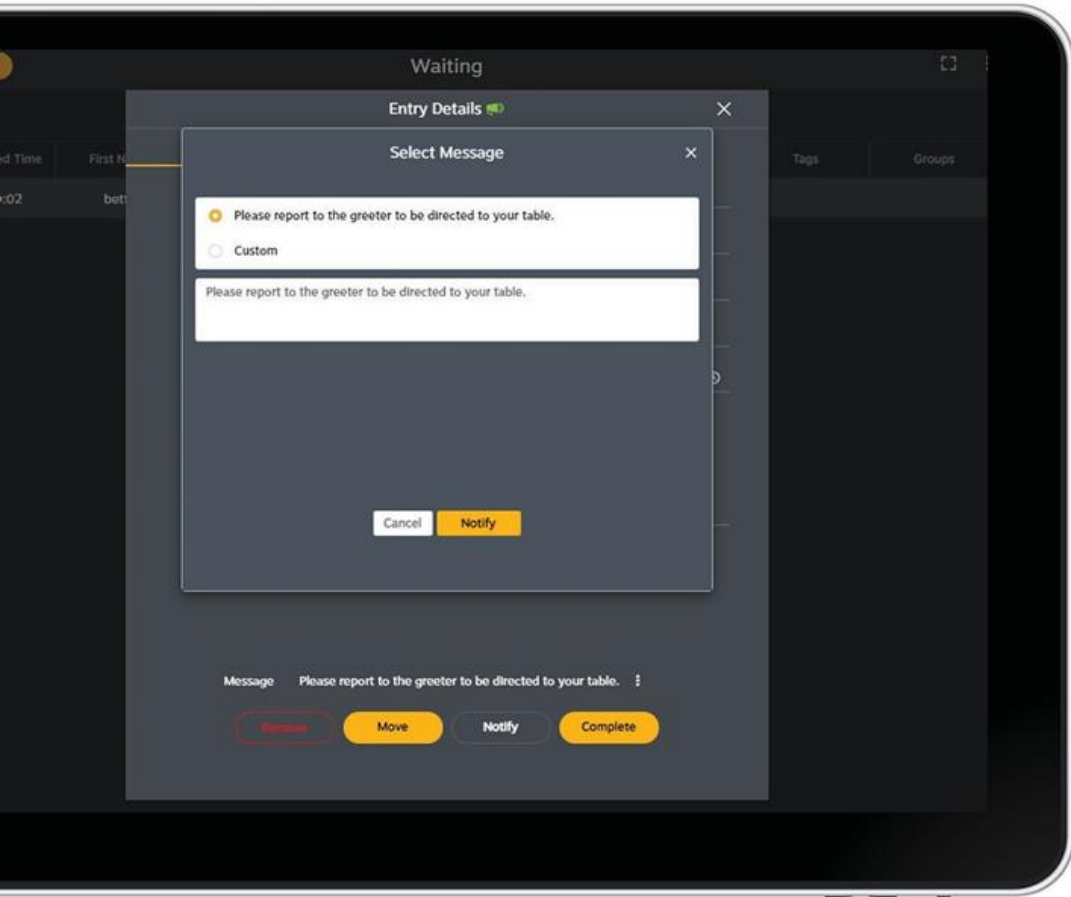 Waiting
Entry Details
Select Message
Time
First
Tags
Groups
:02
Please report to the greeter to be directed to your table.
Custom
Please report to the greeter to be directed to your table.
Cancel
Notify
Message
Please report to the greeter to be directed to your table.
Remove
Move
Notify
Complete